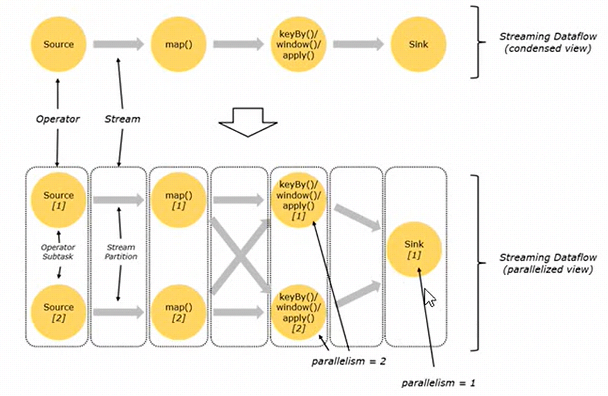 Source
map()
keyBy()/
window()/
apply()
Sink
Streaming Dataflow
(condensed view)
Operator
Stream
Source
[1]
map()
[1]
keyBy()/
window()/
apply()
[1]
Operator
Subtask
Stream
Partition
Sink
[1]
Streaming Dataflow
(parallelized view)
Source
[2]
map()
[2]
keyBy()/
window()/
apply()
[2]
parallelism = 2
parallelism = 1